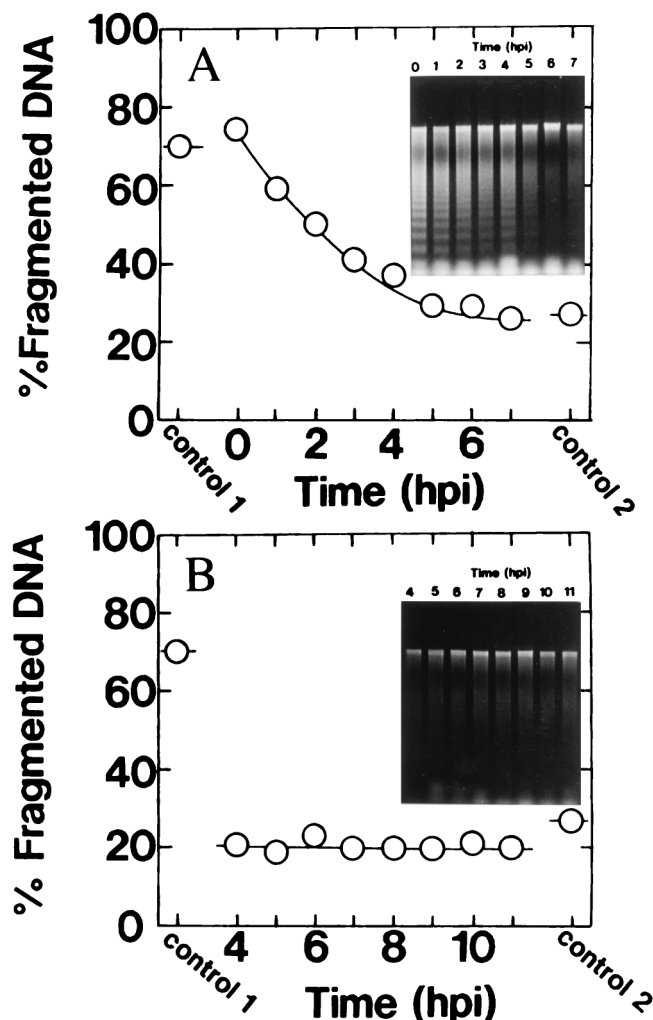 A
%Fragmented DNA
100
80
60
40
20
0
Time (hpi)
0 1 2 3 4 5 6 7
control 1 0 2 4 6 control 2
Time (hpi)
B
% Fragmented DNA
100
80
60
40
20
0
Time (hpi)
4 5 6 7 8 9 10 11
control 1 4 6 8 10 control 2
Time (hpi)